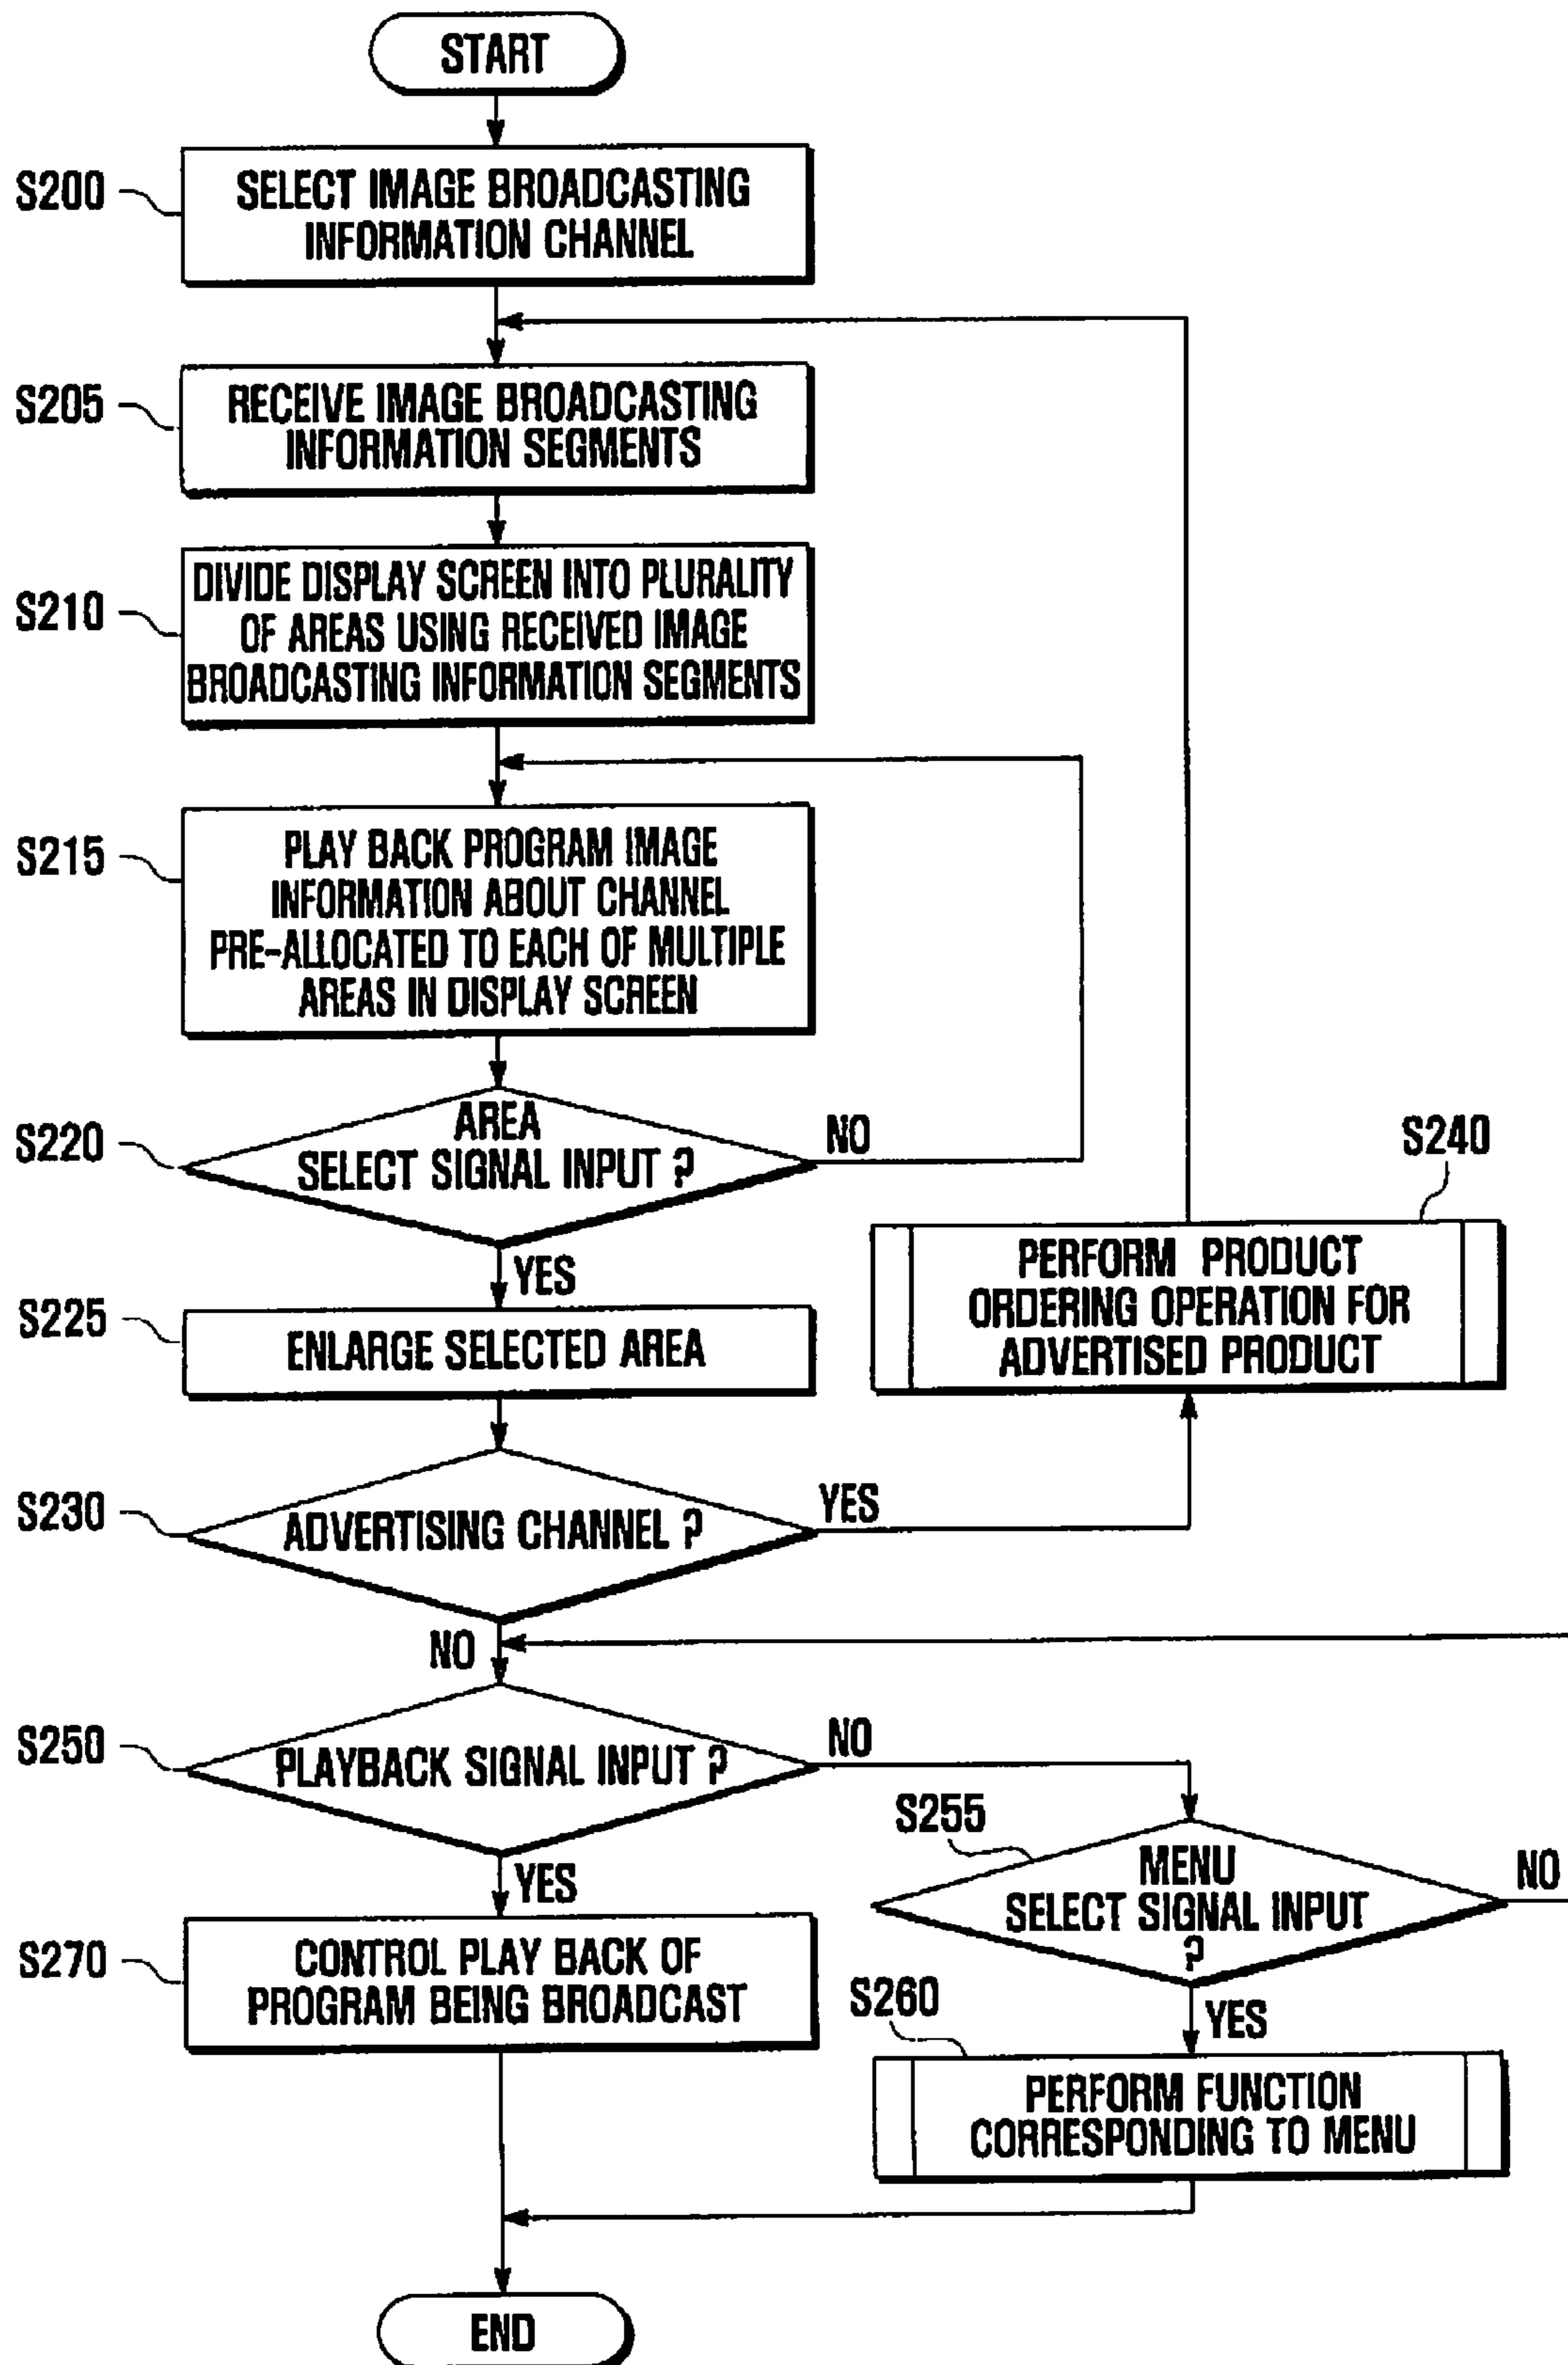 START
S200
SELECT IMAGE BROADCASTING
INFORMATION CHANNEL
S205
RECEIVE IMAGE BROADCASTING
INFORMATION SEGMENTS
S210
DIVIDE DISPLAY SCREEN INTO PLURALITY
OF AREAS USING RECEIVED IMAGE
BROADCASTING INFORMATION SEGMENTS
S215
PLAY BACK PROGRAM IMAGE
INFORMATION ABOUT CHANNEL
PRE-ALLOCATED TO EACH OF MULTIPLE
AREAS IN DISPLAY SCREEN
S220
AREA
SELECT SIGNAL INPUT ?
NO
YES
S225
ENLARGE SELECTED AREA
S240
PERFORM PRODUCT
ORDERING OPERATION FOR
ADVERTISED PRODUCT
S230
ADVERTISING CHANNEL ?
YES
NO
S250
PLAYBACK SIGNAL INPUT ?
NO
YES
S255
MENU
SELECT SIGNAL INPUT
?
NO
YES
S270
CONTROL PLAY BACK OF
PROGRAM BEING BROADCAST
S260
PERFORM FUNCTION
CORRESPONDING TO MENU
END